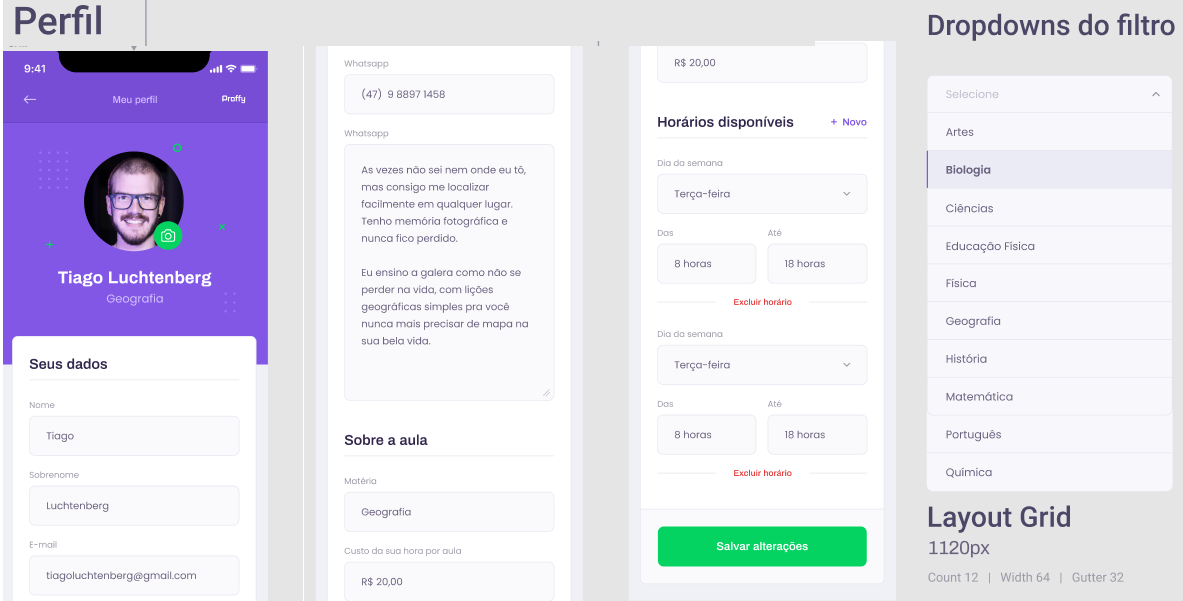 Perfil
9:41
Meu perfil
Proffy
Tiago Luchtenberg
Geografia
Seus dados
Nome
Tiago
Sobrenome
Luchtenberg
E-mail
tiagoluchtenberg@gmail.com
Whatsapp
(47) 9 8897 1458
Whatsapp
As vezes não sei nem onde eu tô,
mas consigo me localizar
facilmente em qualquer lugar.
Tenho memória fotográfica e
nunca fico perdido.
Eu ensino a galera como não se
perder na vida, com lições
geográficas simples pra você
nunca mais precisar de mapa na
sua bela vida.
Sobre a aula
Matéria
Geografia
Custo da sua hora por aula
R$ 20,00
R$ 20,00
Horários disponíveis
+ Novo
Dia da semana
Terça-feira
Das
Até
8 horas
18 horas
Excluir horário
Dia da semana
Terça-feira
Das
Até
8 horas
18 horas
Excluir horário
Salvar alterações
Dropdowns do filtro
Selecione
Artes
Biologia
Ciências
Educação Física
Física
Geografia
História
Matemática
Português
Química
Layout Grid
1120px
Count 12 | Width 64 | Gutter 32